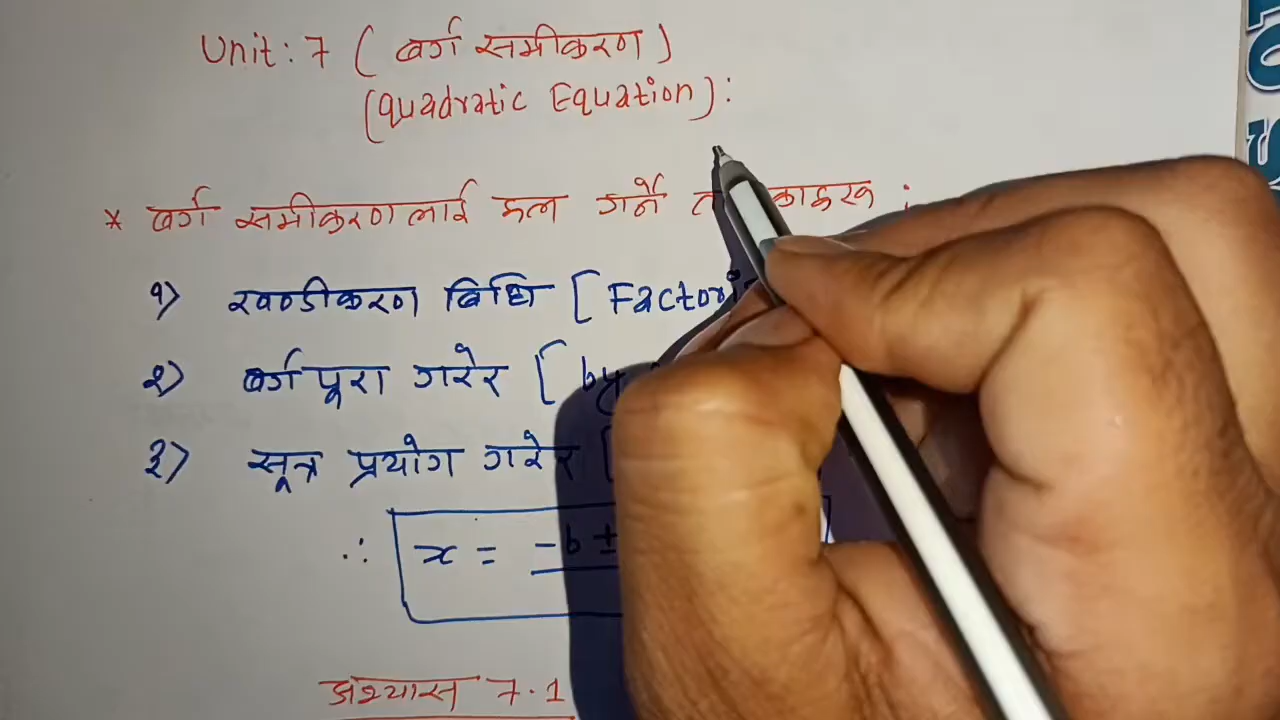 Unit: 7 ( वर्ग समीकरण )
(Quadratic Equation):
* वर्ग समीकरणलाई हल गर्ने
१) खण्डीकरण विधि [
२) वर्ग पूरा गरेर [ by
३) सूत्र प्रयोग गरेर [
∴ x = -b ±
अभ्यास 7.1